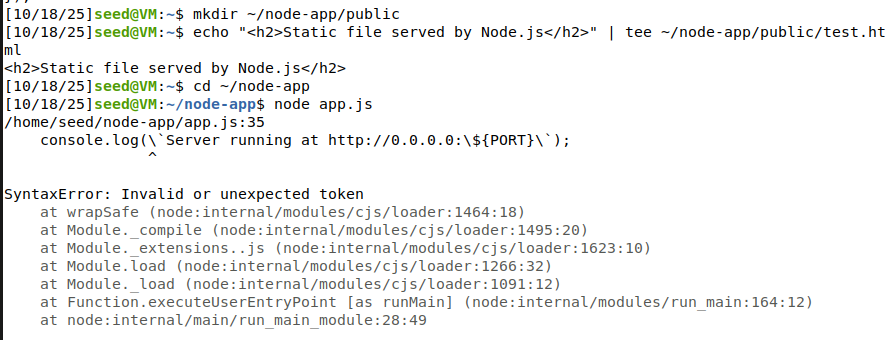 [10/18/25]seed@VM:~$ mkdir ~/node-app/public
[10/18/25]seed@VM:~$ echo "<h2>Static file served by Node.js</h2>" | tee ~/node-app/public/test.ht
ml
<h2>Static file served by Node.js</h2>
[10/18/25]seed@VM:~$ cd ~/node-app
[10/18/25]seed@VM:~/node-app$ node app.js
/home/seed/node-app/app.js:35
    console.log(\`Server running at http://0.0.0.0:\${PORT}\`);
                ^

SyntaxError: Invalid or unexpected token
    at wrapSafe (node:internal/modules/cjs/loader:1464:18)
    at Module._compile (node:internal/modules/cjs/loader:1495:20)
    at Module._extensions..js (node:internal/modules/cjs/loader:1623:10)
    at Module.load (node:internal/modules/cjs/loader:1266:32)
    at Module._load (node:internal/modules/cjs/loader:1091:12)
    at Function.executeUserEntryPoint [as runMain] (node:internal/modules/run_main:164:12)
    at node:internal/main/run_main_module:28:49